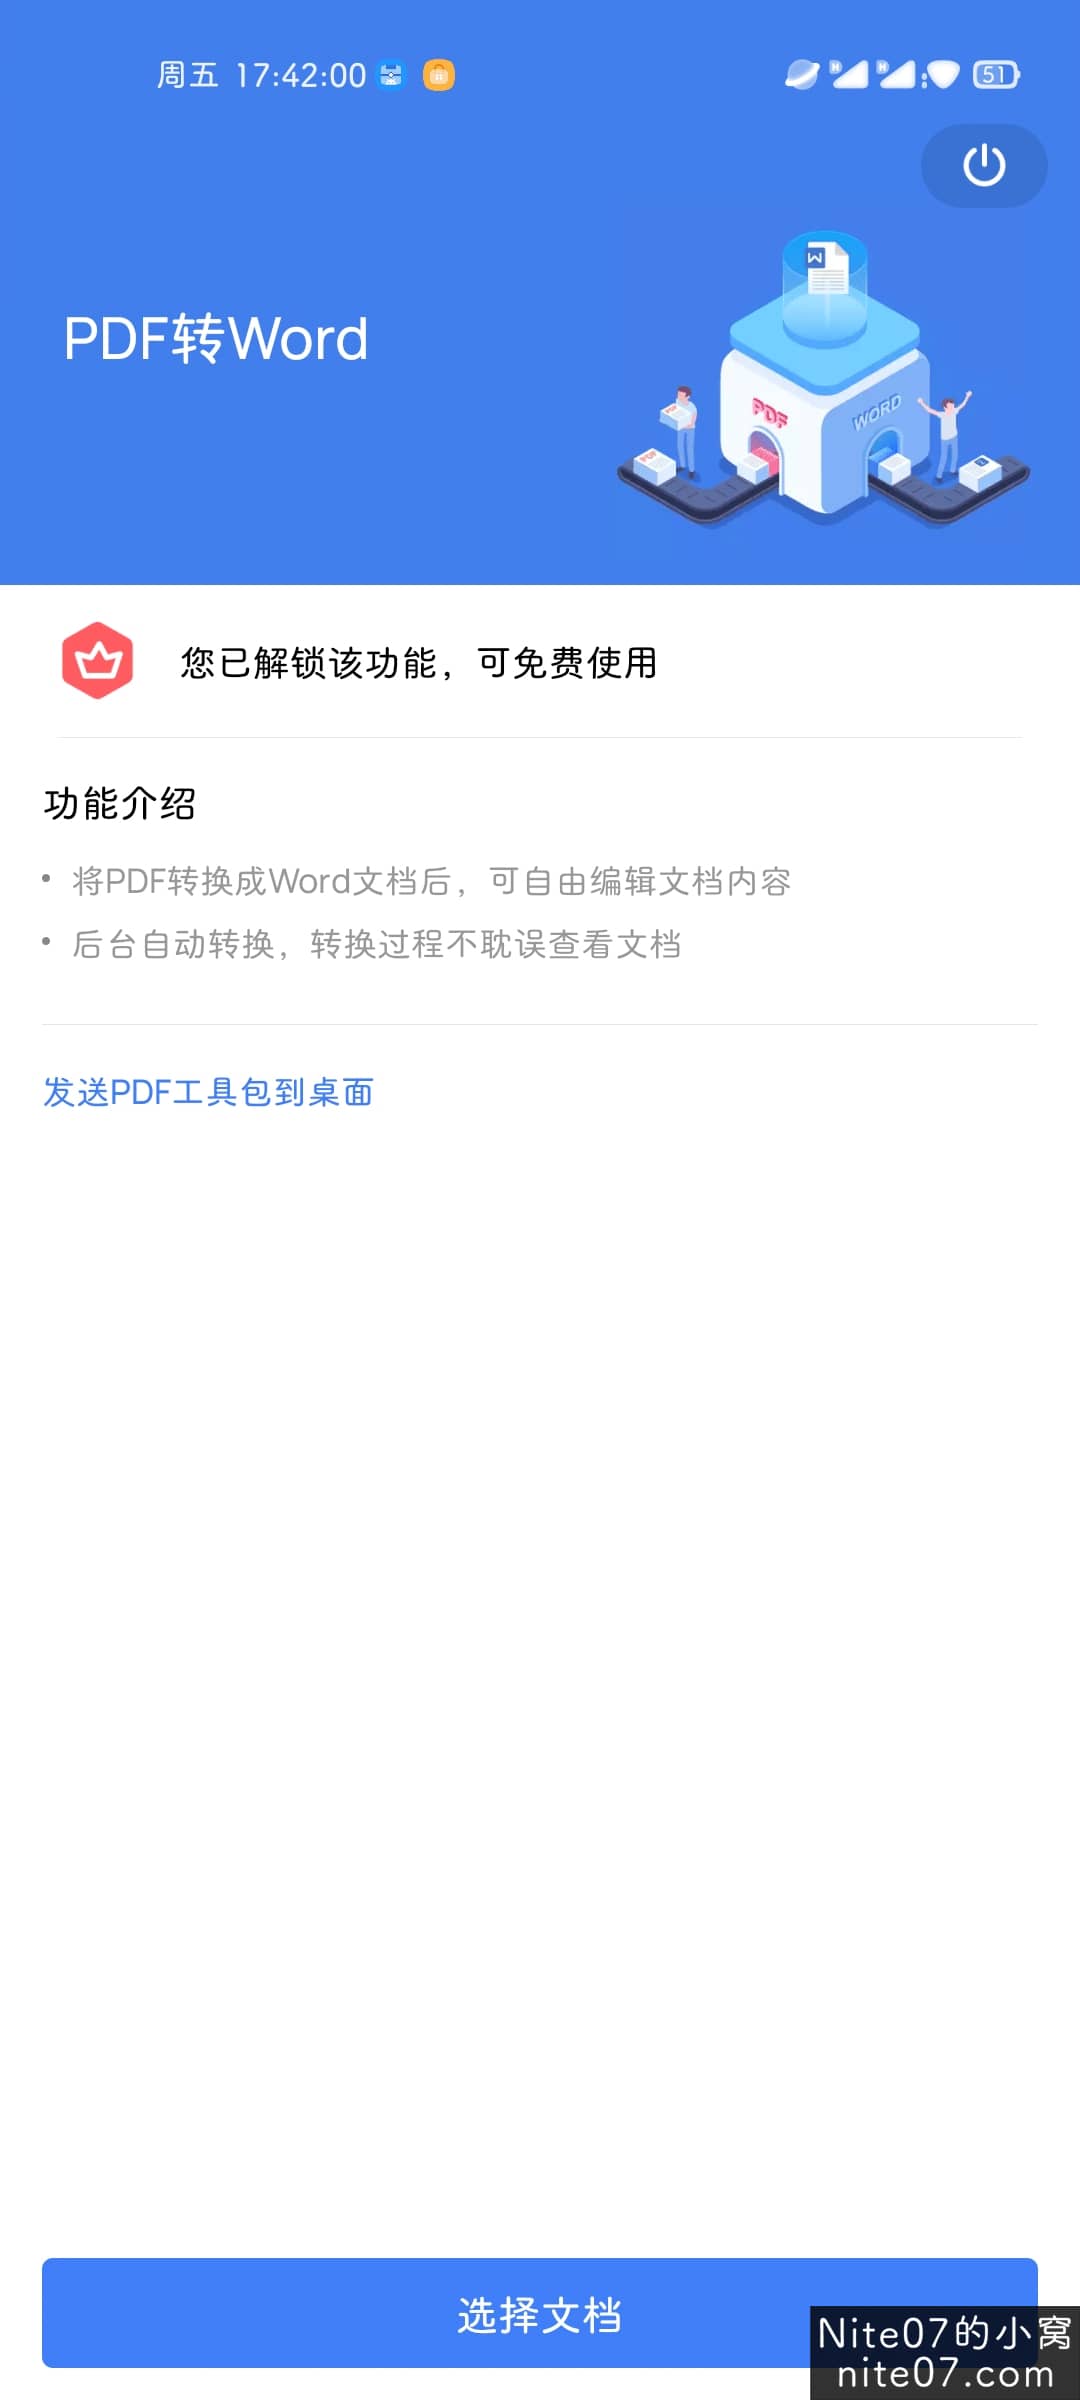 周五 17:42:00
51
PDF转Word
W
PDF
WORD
PDF
PDF
您已解锁该功能，可免费使用
功能介绍
• 将PDF转换成Word文档后，可自由编辑文档内容
• 后台自动转换，转换过程不耽误查看文档
发送PDF工具包到桌面
选择文档
Nite07的小窝
nite07.com